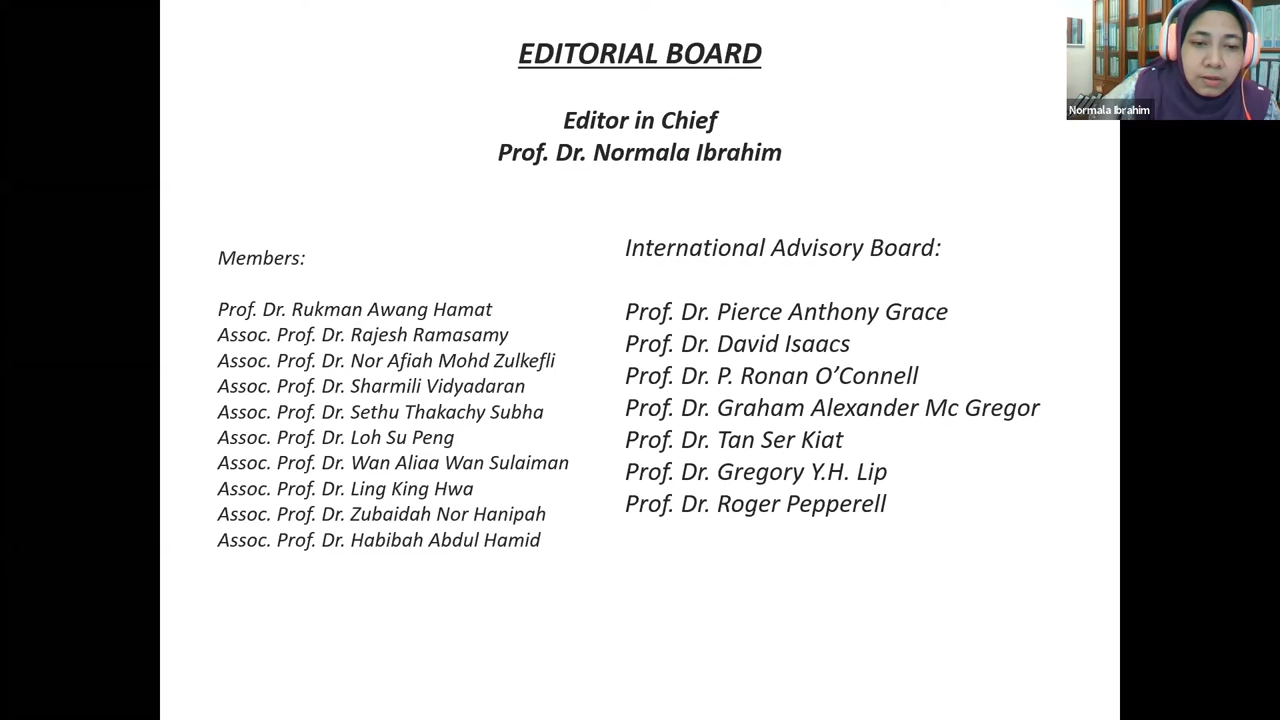 EDITORIAL BOARD
Editor in Chief
Prof. Dr. Normala Ibrahim
Members:
Prof. Dr. Rukman Awang Hamat
Assoc. Prof. Dr. Rajesh Ramasamy
Assoc. Prof. Dr. Nor Afiah Mohd Zulkefli
Assoc. Prof. Dr. Sharmili Vidyadaran
Assoc. Prof. Dr. Sethu Thakachy Subha
Assoc. Prof. Dr. Loh Su Peng
Assoc. Prof. Dr. Wan Aliaa Wan Sulaiman
Assoc. Prof. Dr. Ling King Hwa
Assoc. Prof. Dr. Zubaidah Nor Hanipah
Assoc. Prof. Dr. Habibah Abdul Hamid
International Advisory Board:
Prof. Dr. Pierce Anthony Grace
Prof. Dr. David Isaacs
Prof. Dr. P. Ronan O’Connell
Prof. Dr. Graham Alexander Mc Gregor
Prof. Dr. Tan Ser Kiat
Prof. Dr. Gregory Y.H. Lip
Prof. Dr. Roger Pepperell
Normala Ibrahim